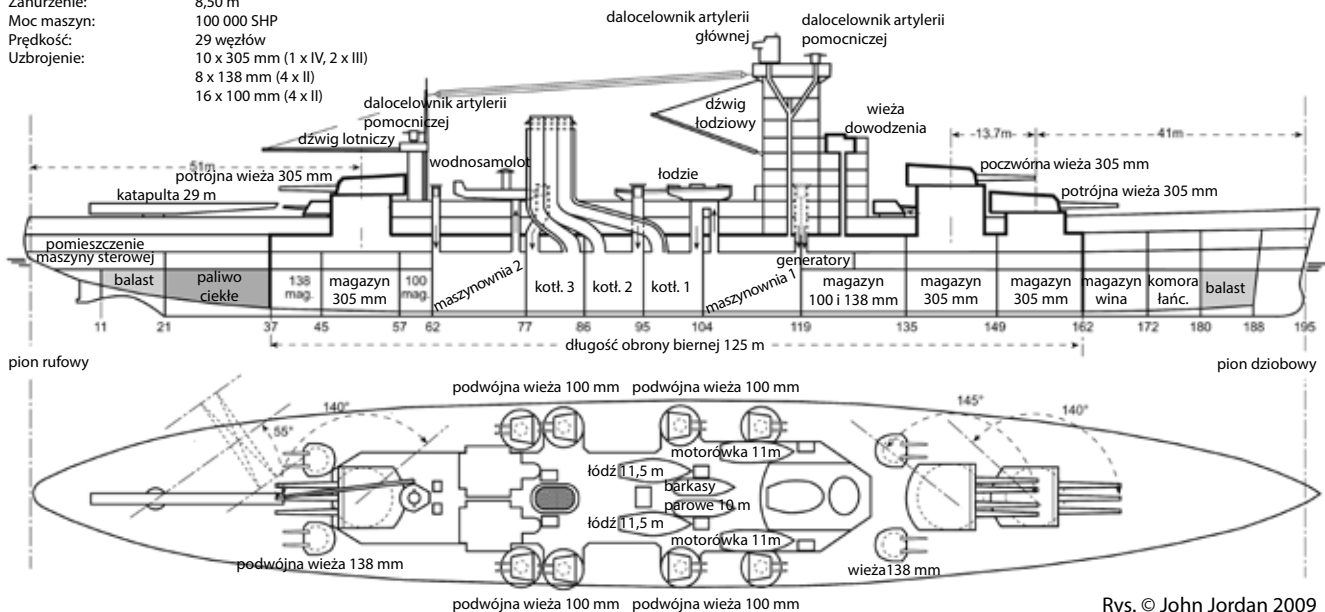 Zanurzenie: 8,50 m
Moc maszyn: 100 000 SHP
Prędkość: 29 węzłów
Uzbrojenie: 10 x 305 mm (1 x IV, 2 x III)
8 x 138 mm (4 x II)
16 x 100 mm (4 x II)
dalocelownik artylerii
głównej
dalocelownik artylerii
pomocniczej
dalocelownik artylerii
pomocniczej
dźwig lotniczy
dźwig
łodziowy
wieża
dowodzenia
13.7m
41m
51m
potrójna wieża 305 mm
katapulta 29 m
wodnosamolot
łodzie
poczwórna wieża 305 mm
potrójna wieża 305 mm
pomieszczenie
maszyny sterowej
balast
paliwo
ciekłe
138
mag.
magazyn
305 mm
100
mag.
maszynownia 2
kotł. 3
kotł. 2
kotł. 1
maszynownia 1
generatory
magazyn
100 i 138 mm
magazyn
305 mm
magazyn
305 mm
magazyn
wina
komora
łańc.
balast
11 21 37 45 57 62 77 86 95 104 119 135 149 162 172 180 188 195
długość obrony biernej 125 m
pion rufowy
pion dziobowy
podwójna wieża 100 mm podwójna wieża 100 mm
140°
55°
145°
140°
motorówka 11m
łódź 11,5 m
barkasy
parowe 10 m
łódź 11,5 m
motorówka 11m
podwójna wieża 138 mm
wieża138 mm
podwójna wieża 100 mm podwójna wieża 100 mm
Rys. © John Jordan 2009